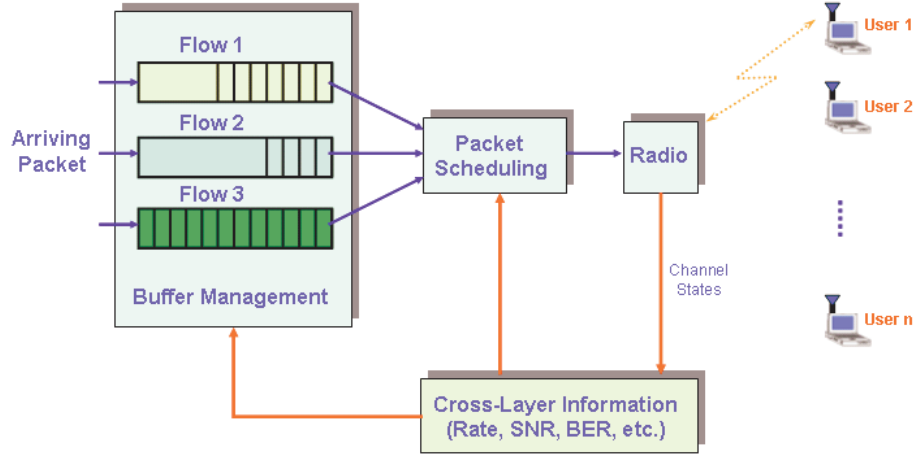 Flow 1
Flow 2
Flow 3
Arriving
Packet
Buffer Management
Packet
Scheduling
Radio
Channel
States
Cross-Layer Information
(Rate, SNR, BER, etc.)
User 1
User 2
User n